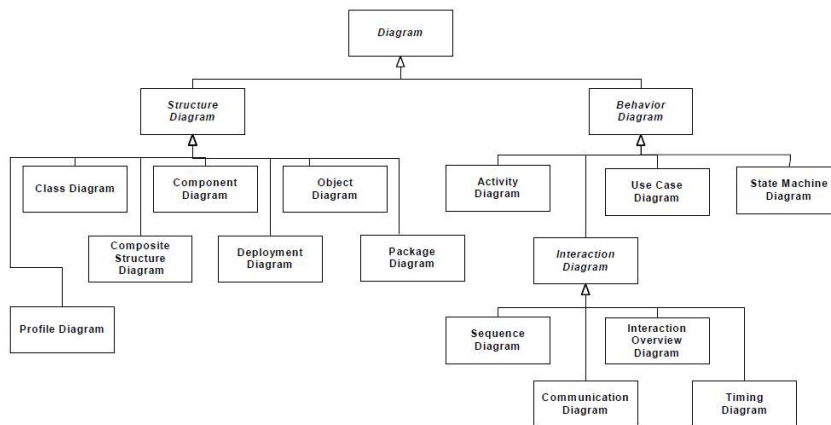 Diagram
Structure
Diagram
Behavior
Diagram
Class Diagram
Component
Diagram
Object
Diagram
Activity
Diagram
Use Case
Diagram
State Machine
Diagram
Composite
Structure
Diagram
Deployment
Diagram
Package
Diagram
Interaction
Diagram
Profile Diagram
Sequence
Diagram
Interaction
Overview
Diagram
Communication
Diagram
Timing
Diagram